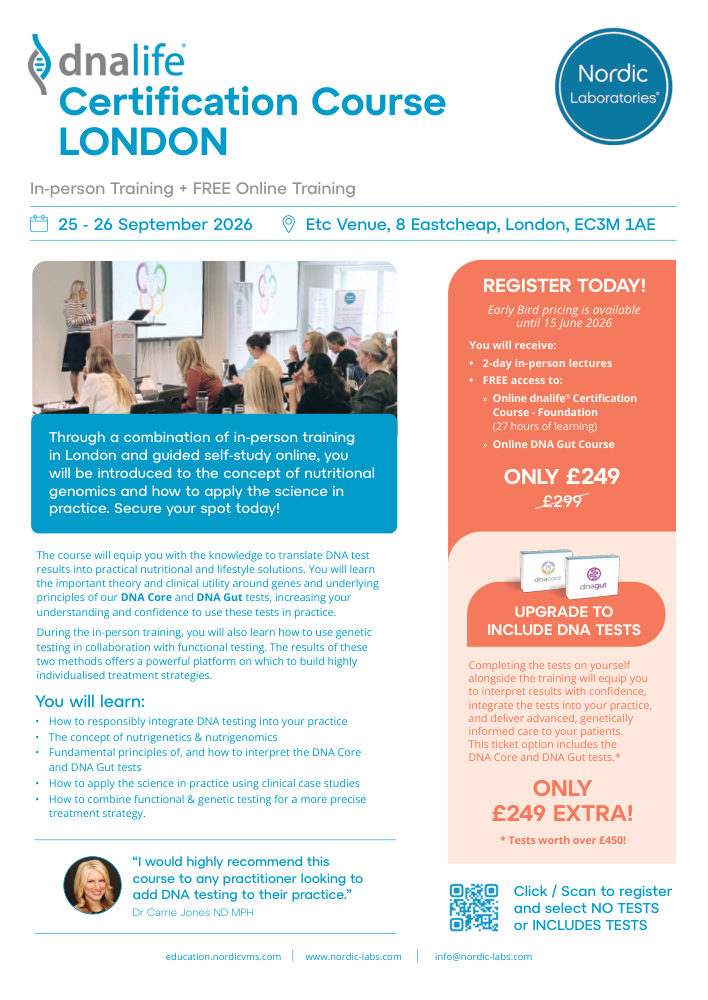 dnalife®
Certification Course
LONDON
Nordic
Laboratories®
In-person Training + FREE Online Training
25 - 26 September 2026
Etc Venue, 8 Eastcheap, London, EC3M 1AE
Through a combination of in-person training
in London and guided self-study online, you
will be introduced to the concept of nutritional
genomics and how to apply the science in
practice. Secure your spot today!
The course will equip you with the knowledge to translate DNA test
results into practical nutritional and lifestyle solutions. You will learn
the important theory and clinical utility around genes and underlying
principles of our DNA Core and DNA Gut tests, increasing your
understanding and confidence to use these tests in practice.
During the in-person training, you will also learn how to use genetic
testing in collaboration with functional testing. The results of these
two methods offers a powerful platform on which to build highly
individualised treatment strategies.
You will learn:
• How to responsibly integrate DNA testing into your practice
• The concept of nutrigenetics & nutrigenomics
• Fundamental principles of, and how to interpret the DNA Core
and DNA Gut tests
• How to apply the science in practice using clinical case studies
• How to combine functional & genetic testing for a more precise
treatment strategy.
"I would highly recommend this
course to any practitioner looking to
add DNA testing to their practice."
Dr Carrie Jones ND MPH
REGISTER TODAY!
Early Bird pricing is available
until 15 June 2026
You will receive:
• 2-day in-person lectures
• FREE access to:
» Online dnalife® Certification
Course - Foundation
(27 hours of learning)
» Online DNA Gut Course
ONLY £249
£299
dnacore
dnagut
UPGRADE TO
INCLUDE DNA TESTS
Completing the tests on yourself
alongside the training will equip you
to interpret results with confidence,
integrate the tests into your practice,
and deliver advanced, genetically
informed care to your patients.
This ticket option includes the
DNA Core and DNA Gut tests.*
ONLY
£249 EXTRA!
* Tests worth over £450!
Click / Scan to register
and select NO TESTS
or INCLUDES TESTS
education.nordicvms.com | www.nordic-labs.com | info@nordic-labs.com